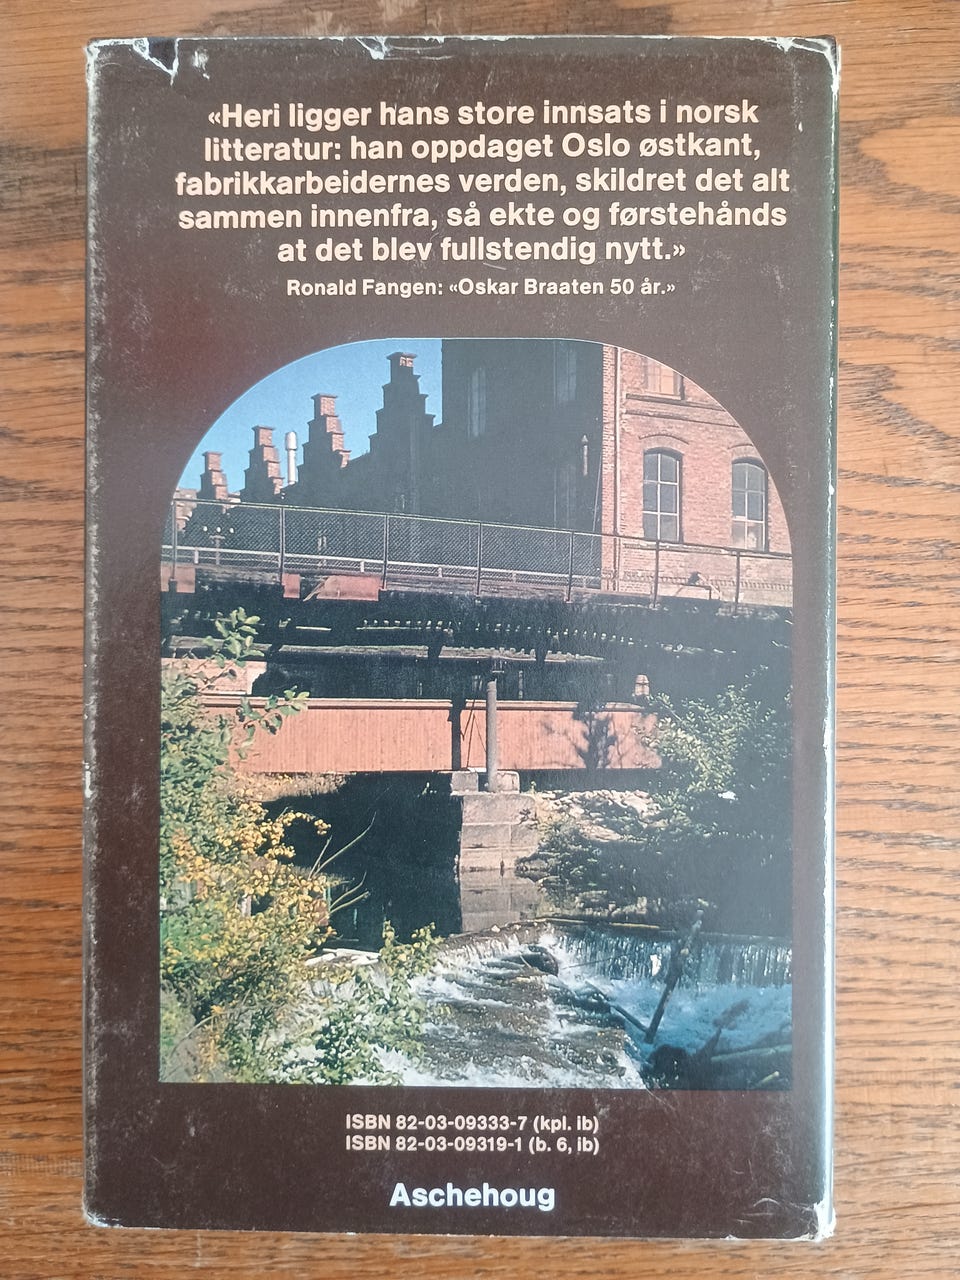 «Heri ligger hans store innsats i norsk
litteratur: han oppdaget Oslo østkant,
fabrikkarbeidernes verden, skildret det alt
sammen innenfra, så ekte og førstehånds
at det blev fullstendig nytt.»
Ronald Fangen: «Oskar Braaten 50 år.»
ISBN 82-03-09333-7 (kpl. ib)
ISBN 82-03-09319-1 (b. 6, ib)
Aschehoug